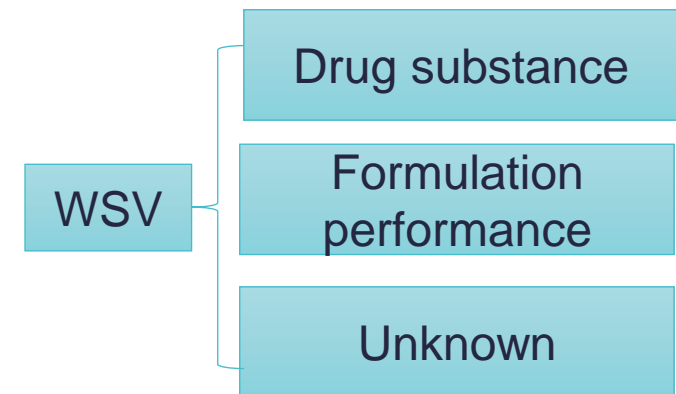 WSV
Drug substance
Formulation
performance
Unknown